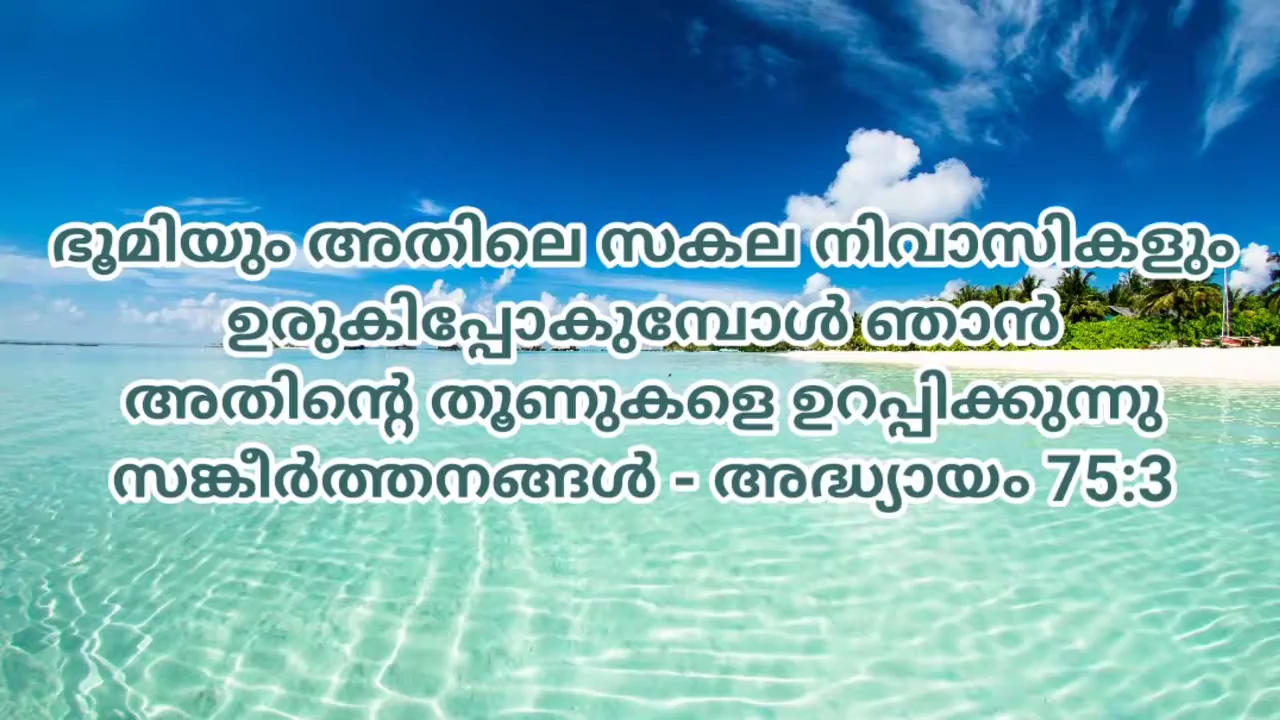 ഭൂമിയും അതിലെ സകല നിവാസികളും
ഉരുകിപ്പോകുമ്പോൾ ഞാൻ
അതിന്റെ തൂണുകളെ ഉറപ്പിക്കുന്നു
സങ്കീർത്തനങ്ങൾ - അദ്ധ്യായം 75:3